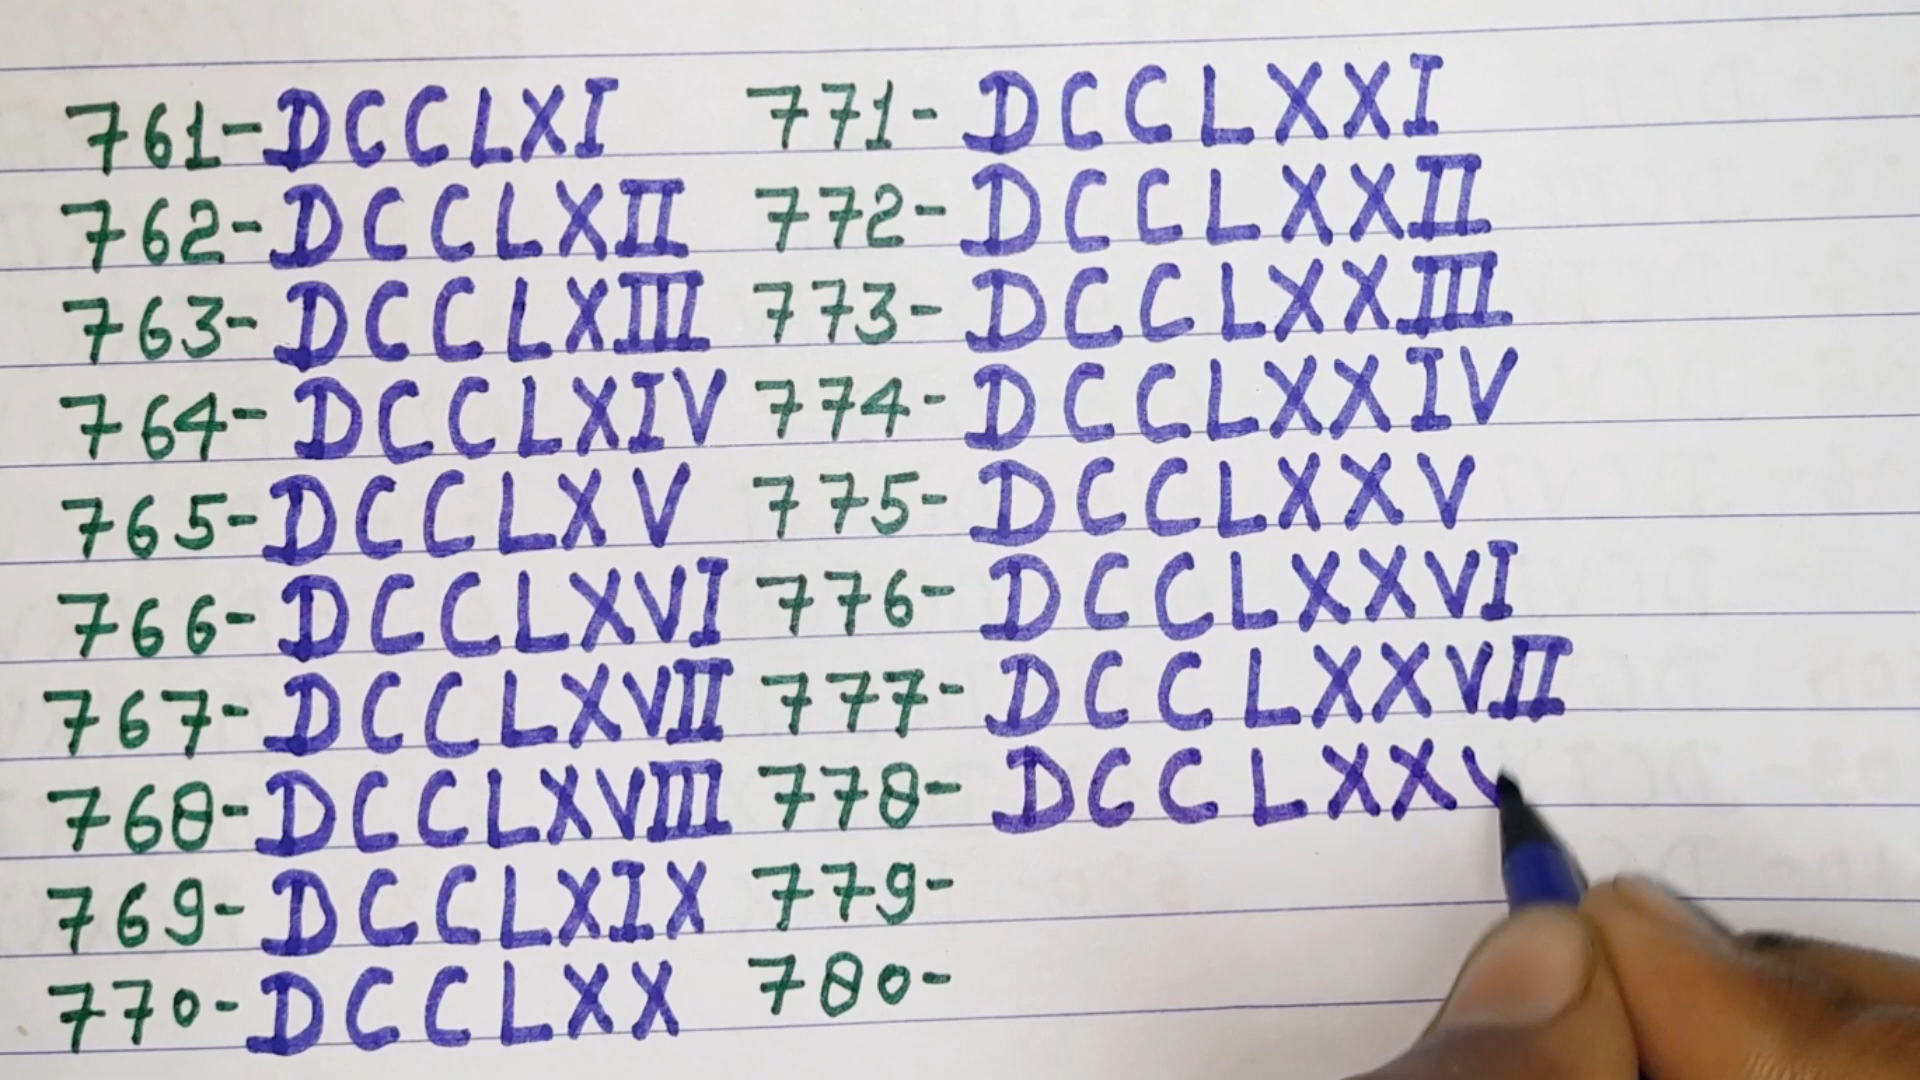 761-DCCLXI
762-DCCLXII
763-DCCLXIII
764-DCCLXIV
765-DCCLXV
766-DCCLXVI
767-DCCLXVII
768-DCCLXVIII
769-DCCLXIX
770-DCCLXX
771-DCCLXXI
772-DCCLXXII
773-DCCLXXIII
774-DCCLXXIV
775-DCCLXXV
776-DCCLXXVI
777-DCCLXXVII
778-DCCLXXV
779-
780-